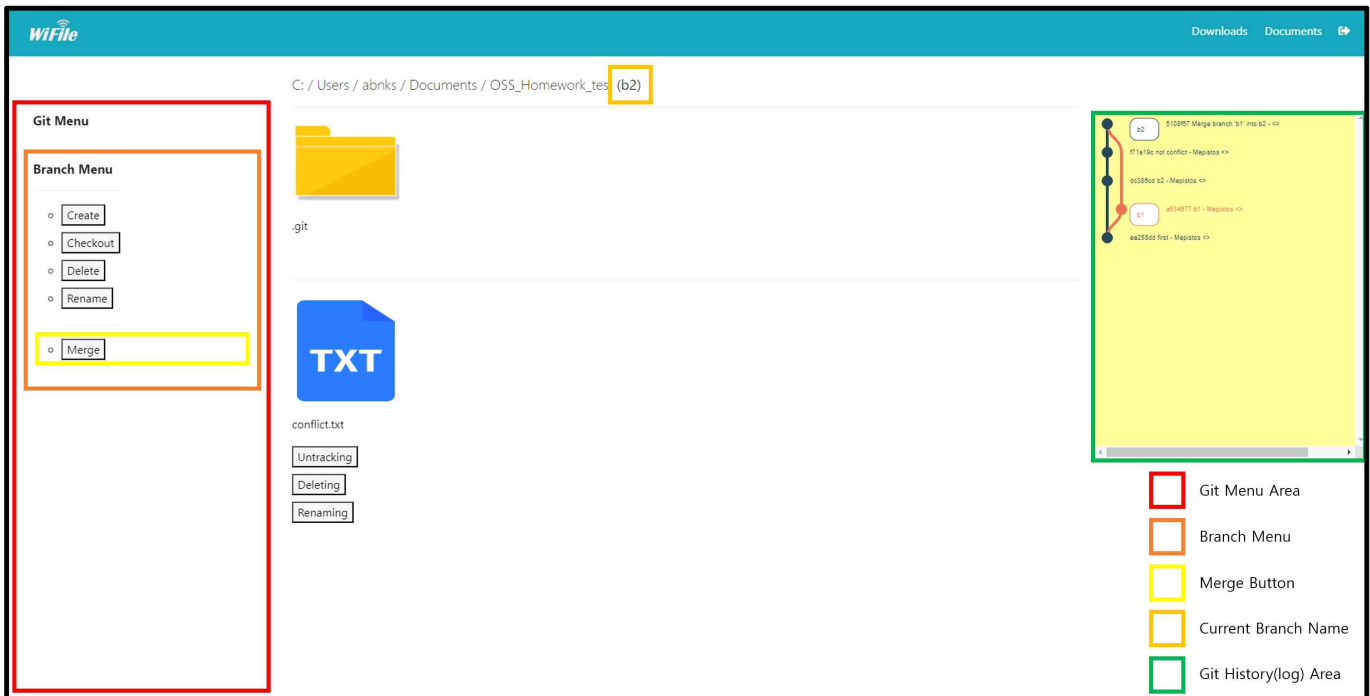 WiFile
Downloads Documents
C: / Users / abnks / Documents / OSS_Homework_tes (b2)
Git Menu
Branch Menu
Create
Checkout
Delete
Rename
Merge
.git
TXT
conflict.txt
Untracking
Deleting
Renaming
b2 5108f67 Merge branch 'b1' into b2 - <>
f71e19c not conflict - Mepistos <>
dc386cd b2 - Mepistos <>
b1 a634677 b1 - Mepistos <>
ea258dd first - Mepistos <>
Git Menu Area
Branch Menu
Merge Button
Current Branch Name
Git History(log) Area